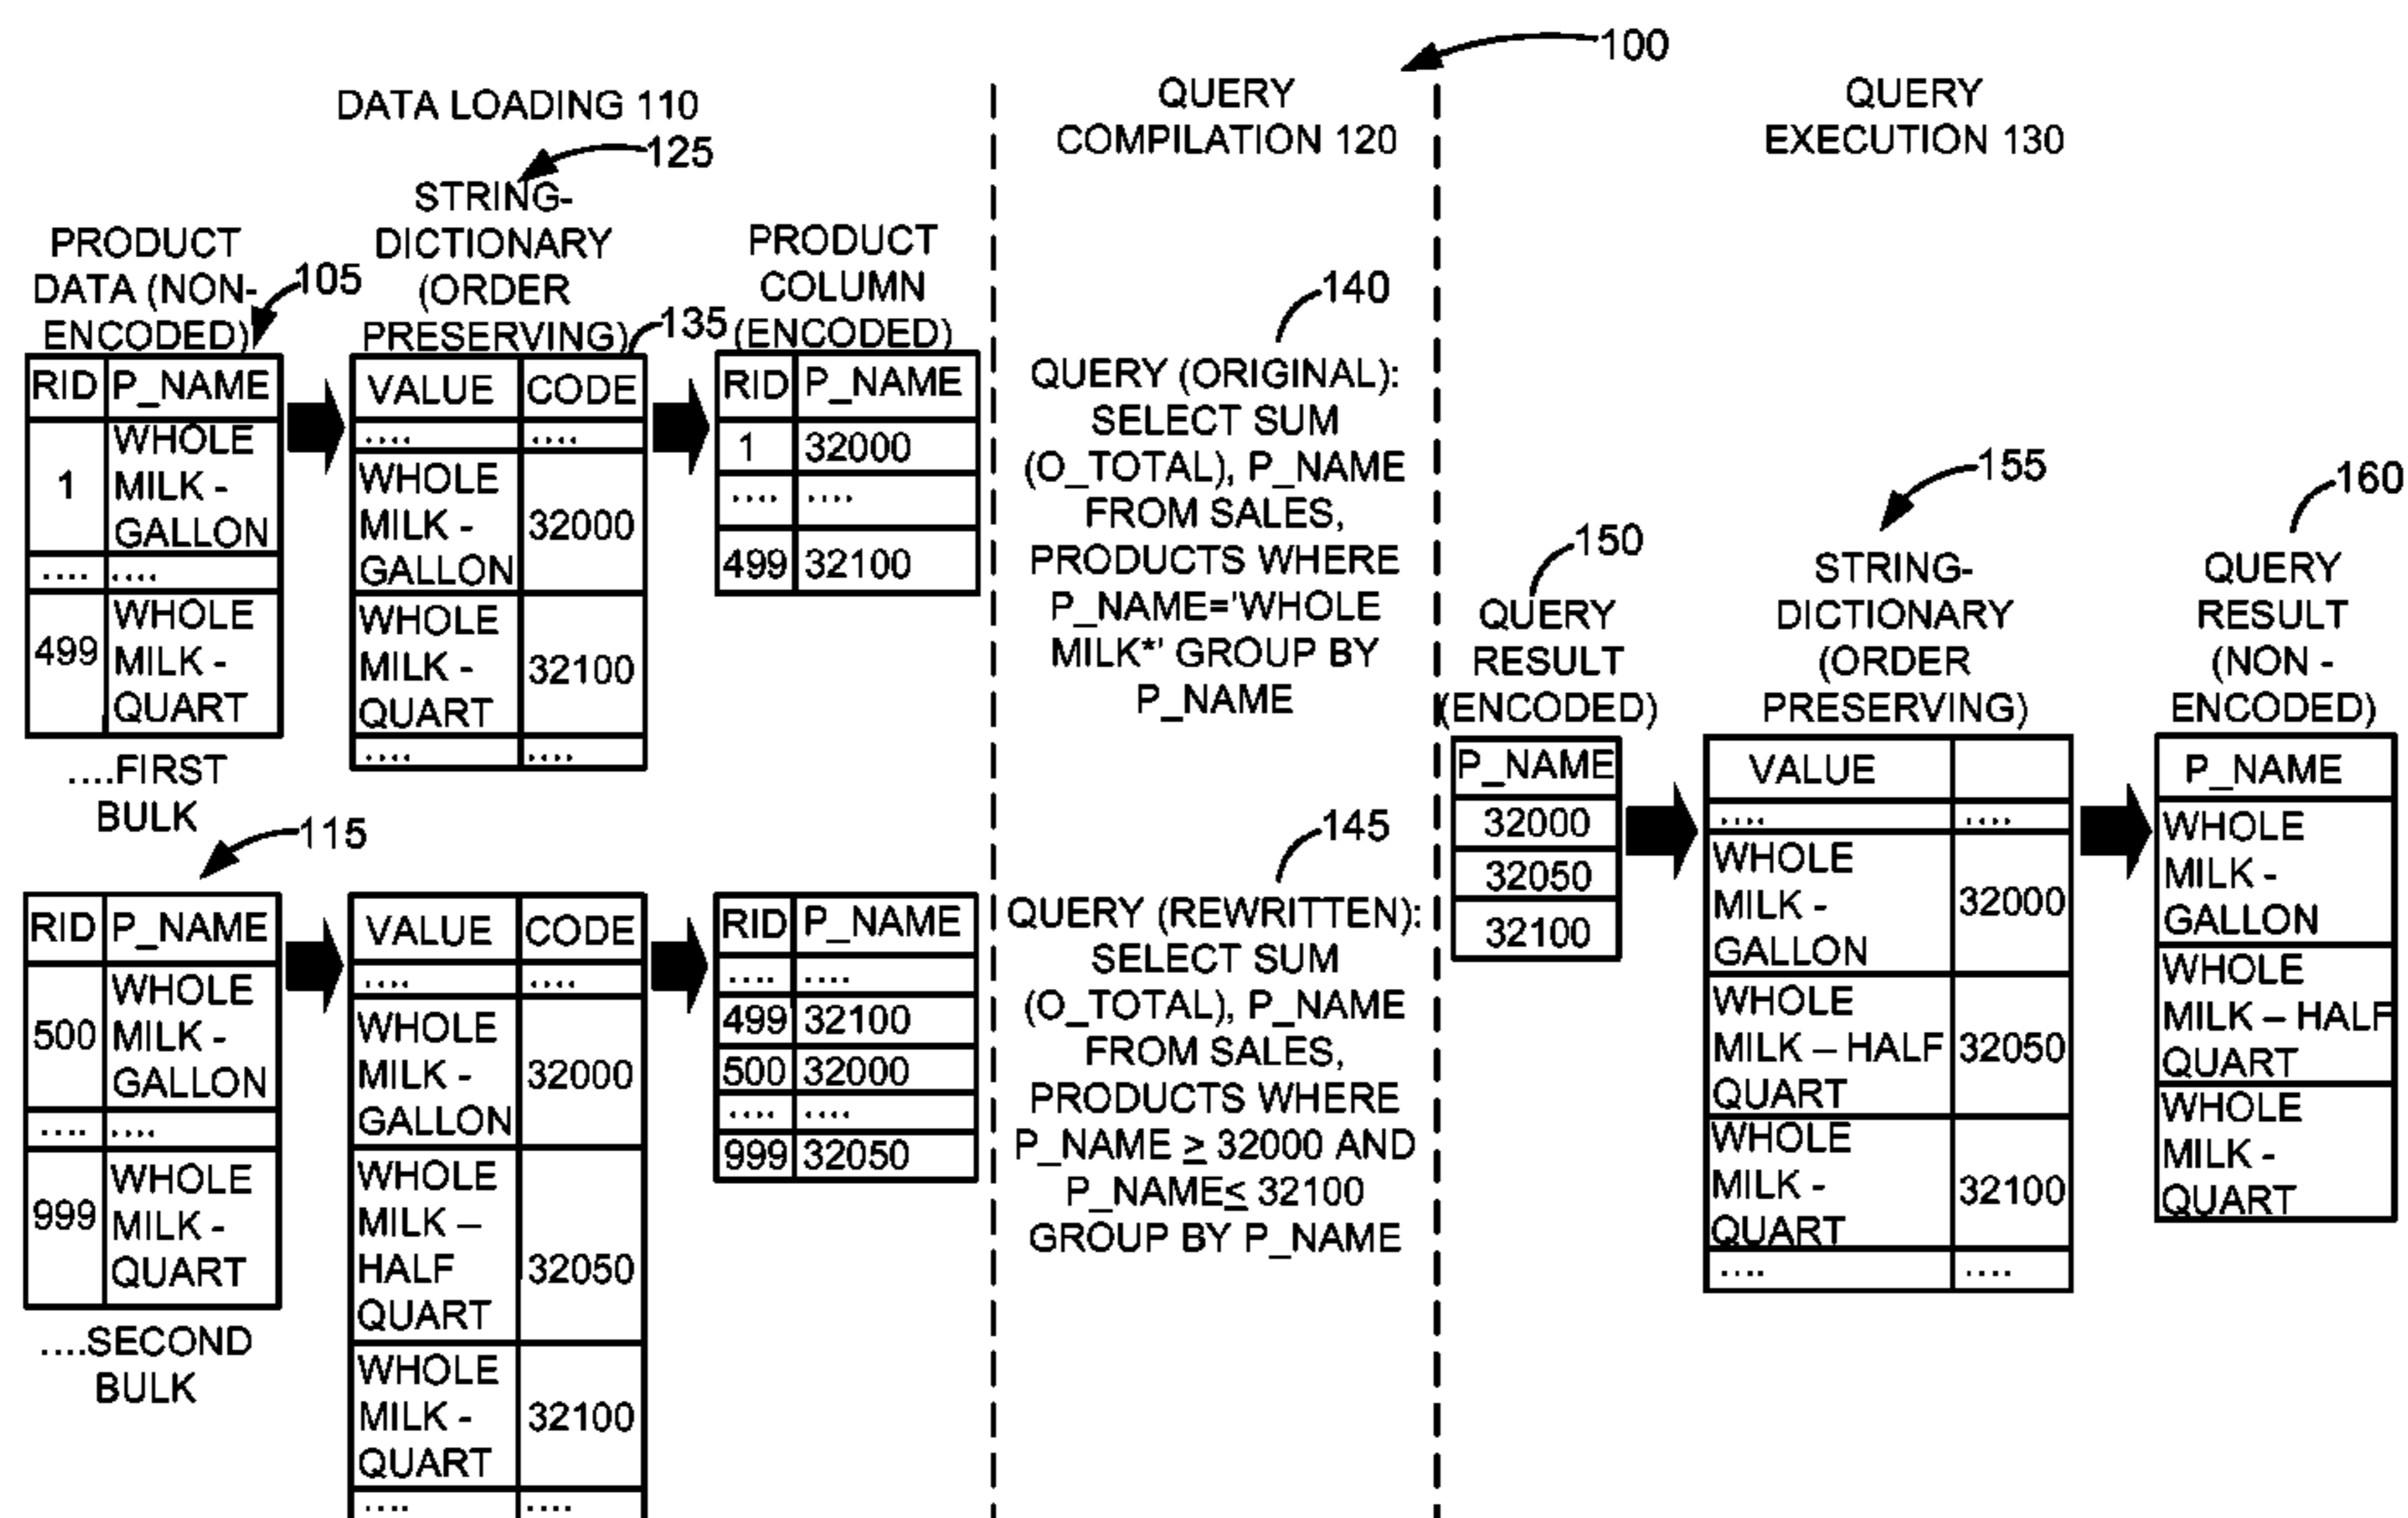 100
DATA LOADING 110
125
STRING-
DICTIONARY
(ORDER
PRESERVING)
135
PRODUCT
DATA (NON-
ENCODED)
105
PRODUCT
COLUMN
(ENCODED)
RID P_NAME
1 WHOLE
MILK -
GALLON
.... ....
499 WHOLE
MILK -
QUART
....FIRST
BULK
VALUE CODE
.... ....
WHOLE
MILK -
GALLON 32000
WHOLE
MILK -
QUART 32100
.... ....
RID P_NAME
1 32000
.... ....
499 32100
115
RID P_NAME
500 WHOLE
MILK -
GALLON
.... ....
999 WHOLE
MILK -
QUART
....SECOND
BULK
VALUE CODE
.... ....
WHOLE
MILK -
GALLON 32000
WHOLE
MILK –
HALF
QUART 32050
WHOLE
MILK -
QUART 32100
.... ....
RID P_NAME
.... ....
499 32100
500 32000
.... ....
999 32050
QUERY
COMPILATION 120
140
QUERY (ORIGINAL):
SELECT SUM
(O_TOTAL), P_NAME
FROM SALES,
PRODUCTS WHERE
P_NAME='WHOLE
MILK*' GROUP BY
P_NAME
145
QUERY (REWRITTEN):
SELECT SUM
(O_TOTAL), P_NAME
FROM SALES,
PRODUCTS WHERE
P_NAME ≥ 32000 AND
P_NAME≤ 32100
GROUP BY P_NAME
QUERY
EXECUTION 130
150
QUERY
RESULT
(ENCODED)
P_NAME
32000
32050
32100
155
STRING-
DICTIONARY
(ORDER
PRESERVING)
VALUE
.... ....
WHOLE
MILK -
GALLON 32000
WHOLE
MILK – HALF
QUART 32050
WHOLE
MILK -
QUART 32100
.... ....
160
QUERY
RESULT
(NON -
ENCODED)
P_NAME
WHOLE
MILK -
GALLON
WHOLE
MILK – HALF
QUART
WHOLE
MILK -
QUART